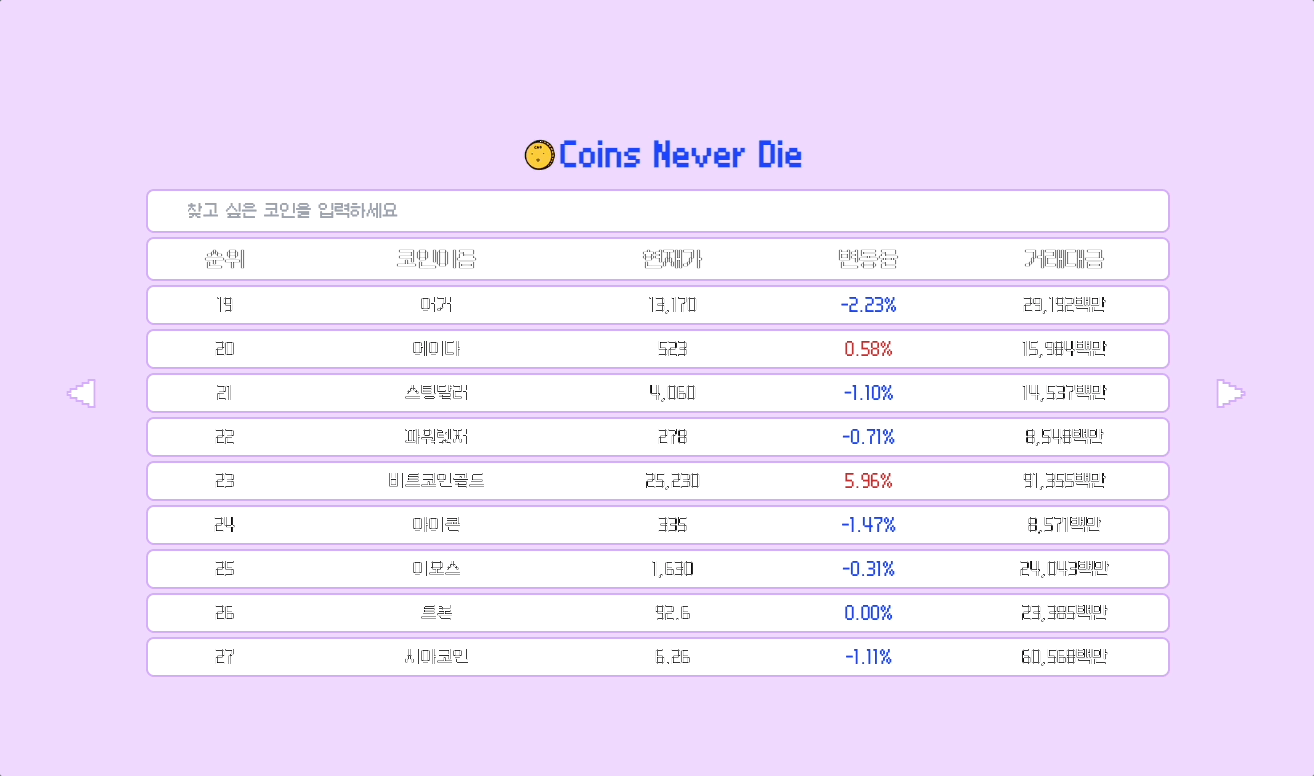 Coins Never Die
찾고 싶은 코인을 입력하세요
순위 코인이름 현재가 변동률 거래대금
19 어거 13,170 -2.23% 29,192백만
20 에이다 523 0.58% 15,984백만
21 스팀달러 4,060 -1.10% 14,537백만
22 파워렛저 278 -0.71% 8,548백만
23 비트코인골드 25,230 5.96% 91,355백만
24 아이콘 335 -1.47% 8,571백만
25 이오스 1,630 -0.31% 24,043백만
26 트론 92.6 0.00% 23,385백만
27 시아코인 6.26 -1.11% 60,568백만